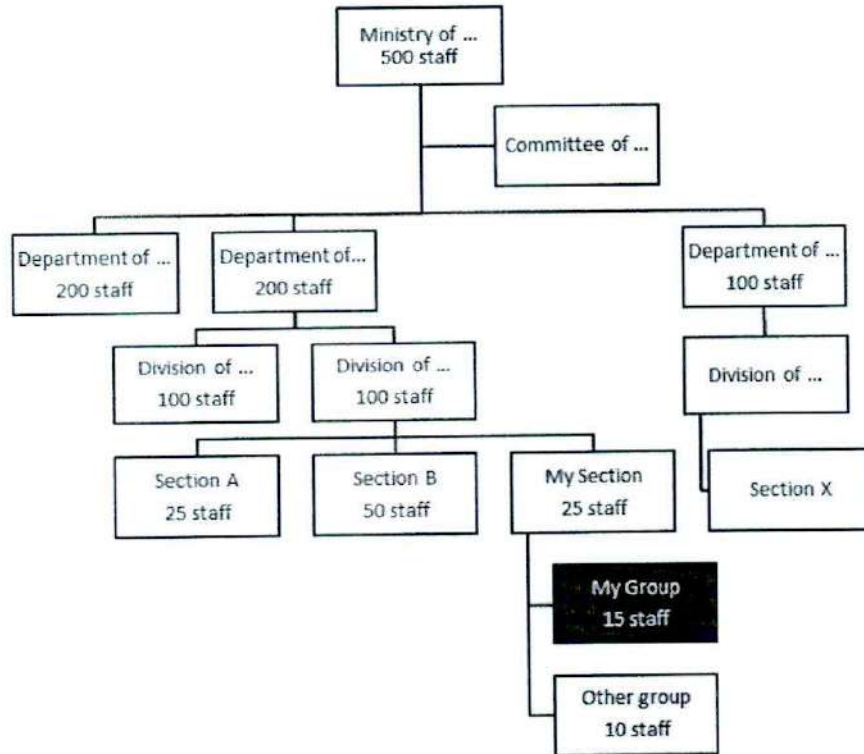 Ministry of ...
500 staff
Committee of ...
Department of ...
200 staff
Department of...
200 staff
Department of ...
100 staff
Division of ...
100 staff
Division of ...
100 staff
Division of ...
Section A
25 staff
Section B
50 staff
My Section
25 staff
Section X
My Group
15 staff
Other group
10 staff